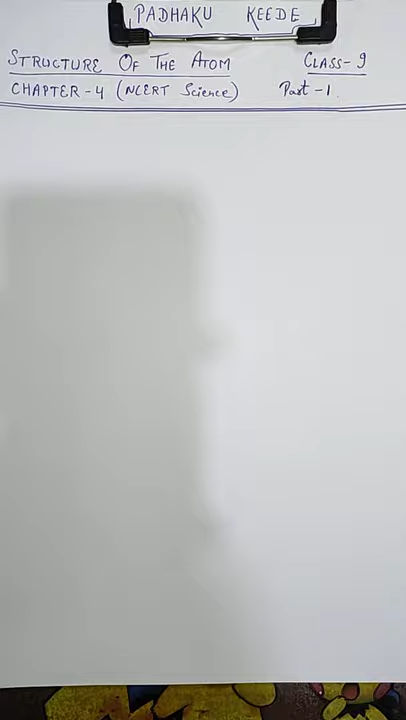 PADHAKU KEEDE
STRUCTURE OF THE ATOM CLASS-9
CHAPTER-4 (NCERT Science) Part-1.